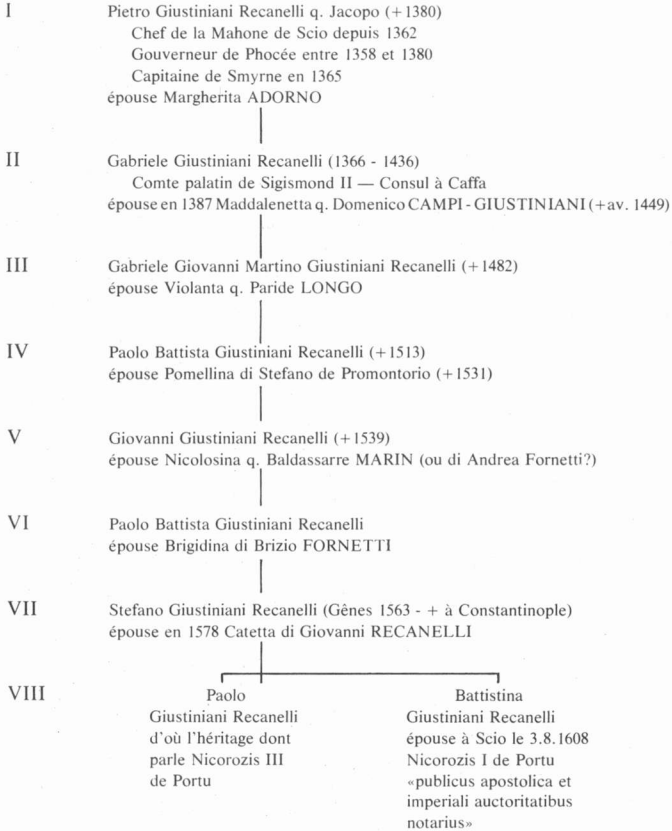 I Pietro Giustiniani Recanelli q. Jacopo (+1380)
Chef de la Mahone de Scio depuis 1362
Gouverneur de Phocée entre 1358 et 1380
Capitaine de Smyrne en 1365
épouse Margherita ADORNO
II Gabriele Giustiniani Recanelli (1366 - 1436)
Comte palatin de Sigismond II — Consul à Caffa
épouse en 1387 Maddalenetta q. Domenico CAMPI - GIUSTINIANI (+av. 1449)
III Gabriele Giovanni Martino Giustiniani Recanelli (+1482)
épouse Violanta q. Paride LONGO
IV Paolo Battista Giustiniani Recanelli (+1513)
épouse Pomellina di Stefano de Promontorio (+1531)
V Giovanni Giustiniani Recanelli (+1539)
épouse Nicolosina q. Baldassarre MARIN (ou di Andrea Fornetti?)
VI Paolo Battista Giustiniani Recanelli
épouse Brigidina di Brizio FORNETTI
VII Stefano Giustiniani Recanelli (Gênes 1563 - + à Constantinople)
épouse en 1578 Catetta di Giovanni RECANELLI
VIII Paolo
Giustiniani Recanelli
d'où l'héritage dont
parle Nicorozis III
de Portu
Battistina
Giustiniani Recanelli
épouse à Scio le 3.8.1608
Nicorozis I de Portu
«publicus apostolica et
imperiali auctoritatibus
notarius»